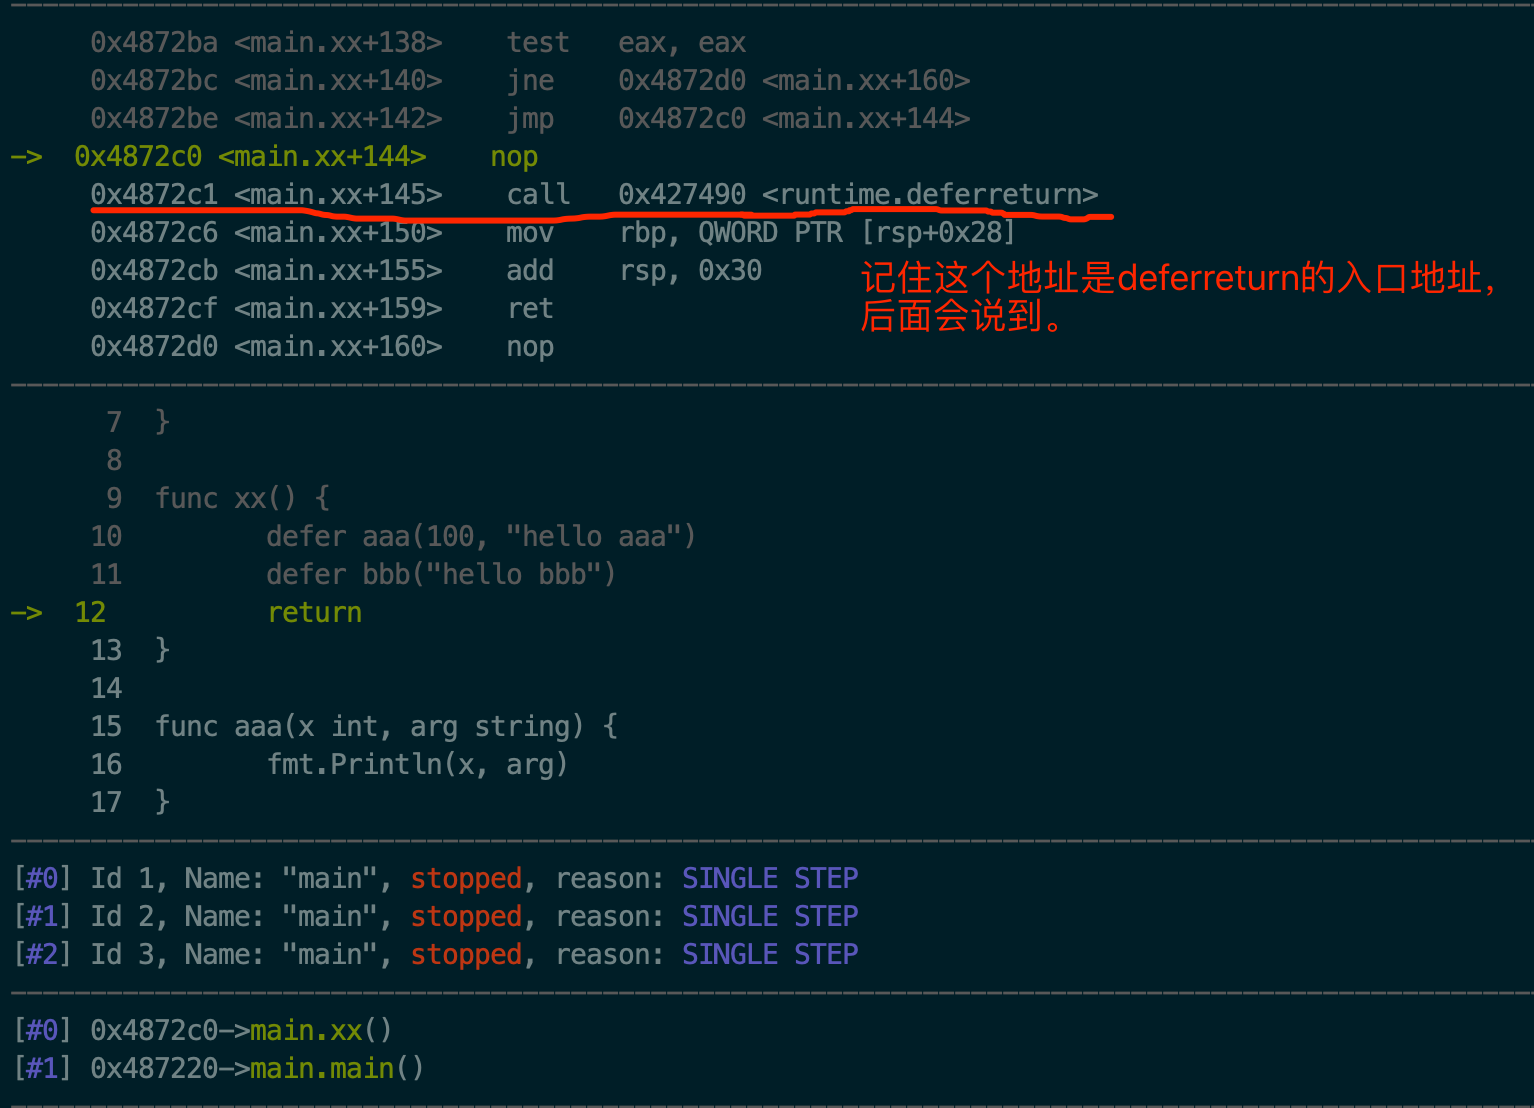 0x4872ba <main.xx+138> test eax, eax
0x4872bc <main.xx+140> jne 0x4872d0 <main.xx+160>
0x4872be <main.xx+142> jmp 0x4872c0 <main.xx+144>
-> 0x4872c0 <main.xx+144> nop
0x4872c1 <main.xx+145> call 0x427490 <runtime.deferreturn>
0x4872c6 <main.xx+150> mov rbp, QWORD PTR [rsp+0x28]
0x4872cb <main.xx+155> add rsp, 0x30
记住这个地址是deferreturn的入口地址，
后面会说到。
0x4872cf <main.xx+159> ret
0x4872d0 <main.xx+160> nop
7 }
8
9 func xx() {
10 defer aaa(100, "hello aaa")
11 defer bbb("hello bbb")
-> 12 return
13 }
14
15 func aaa(x int, arg string) {
16 fmt.Println(x, arg)
17 }
[#0] Id 1, Name: "main", stopped, reason: SINGLE STEP
[#1] Id 2, Name: "main", stopped, reason: SINGLE STEP
[#2] Id 3, Name: "main", stopped, reason: SINGLE STEP
[#0] 0x4872c0->main.xx()
[#1] 0x487220->main.main()